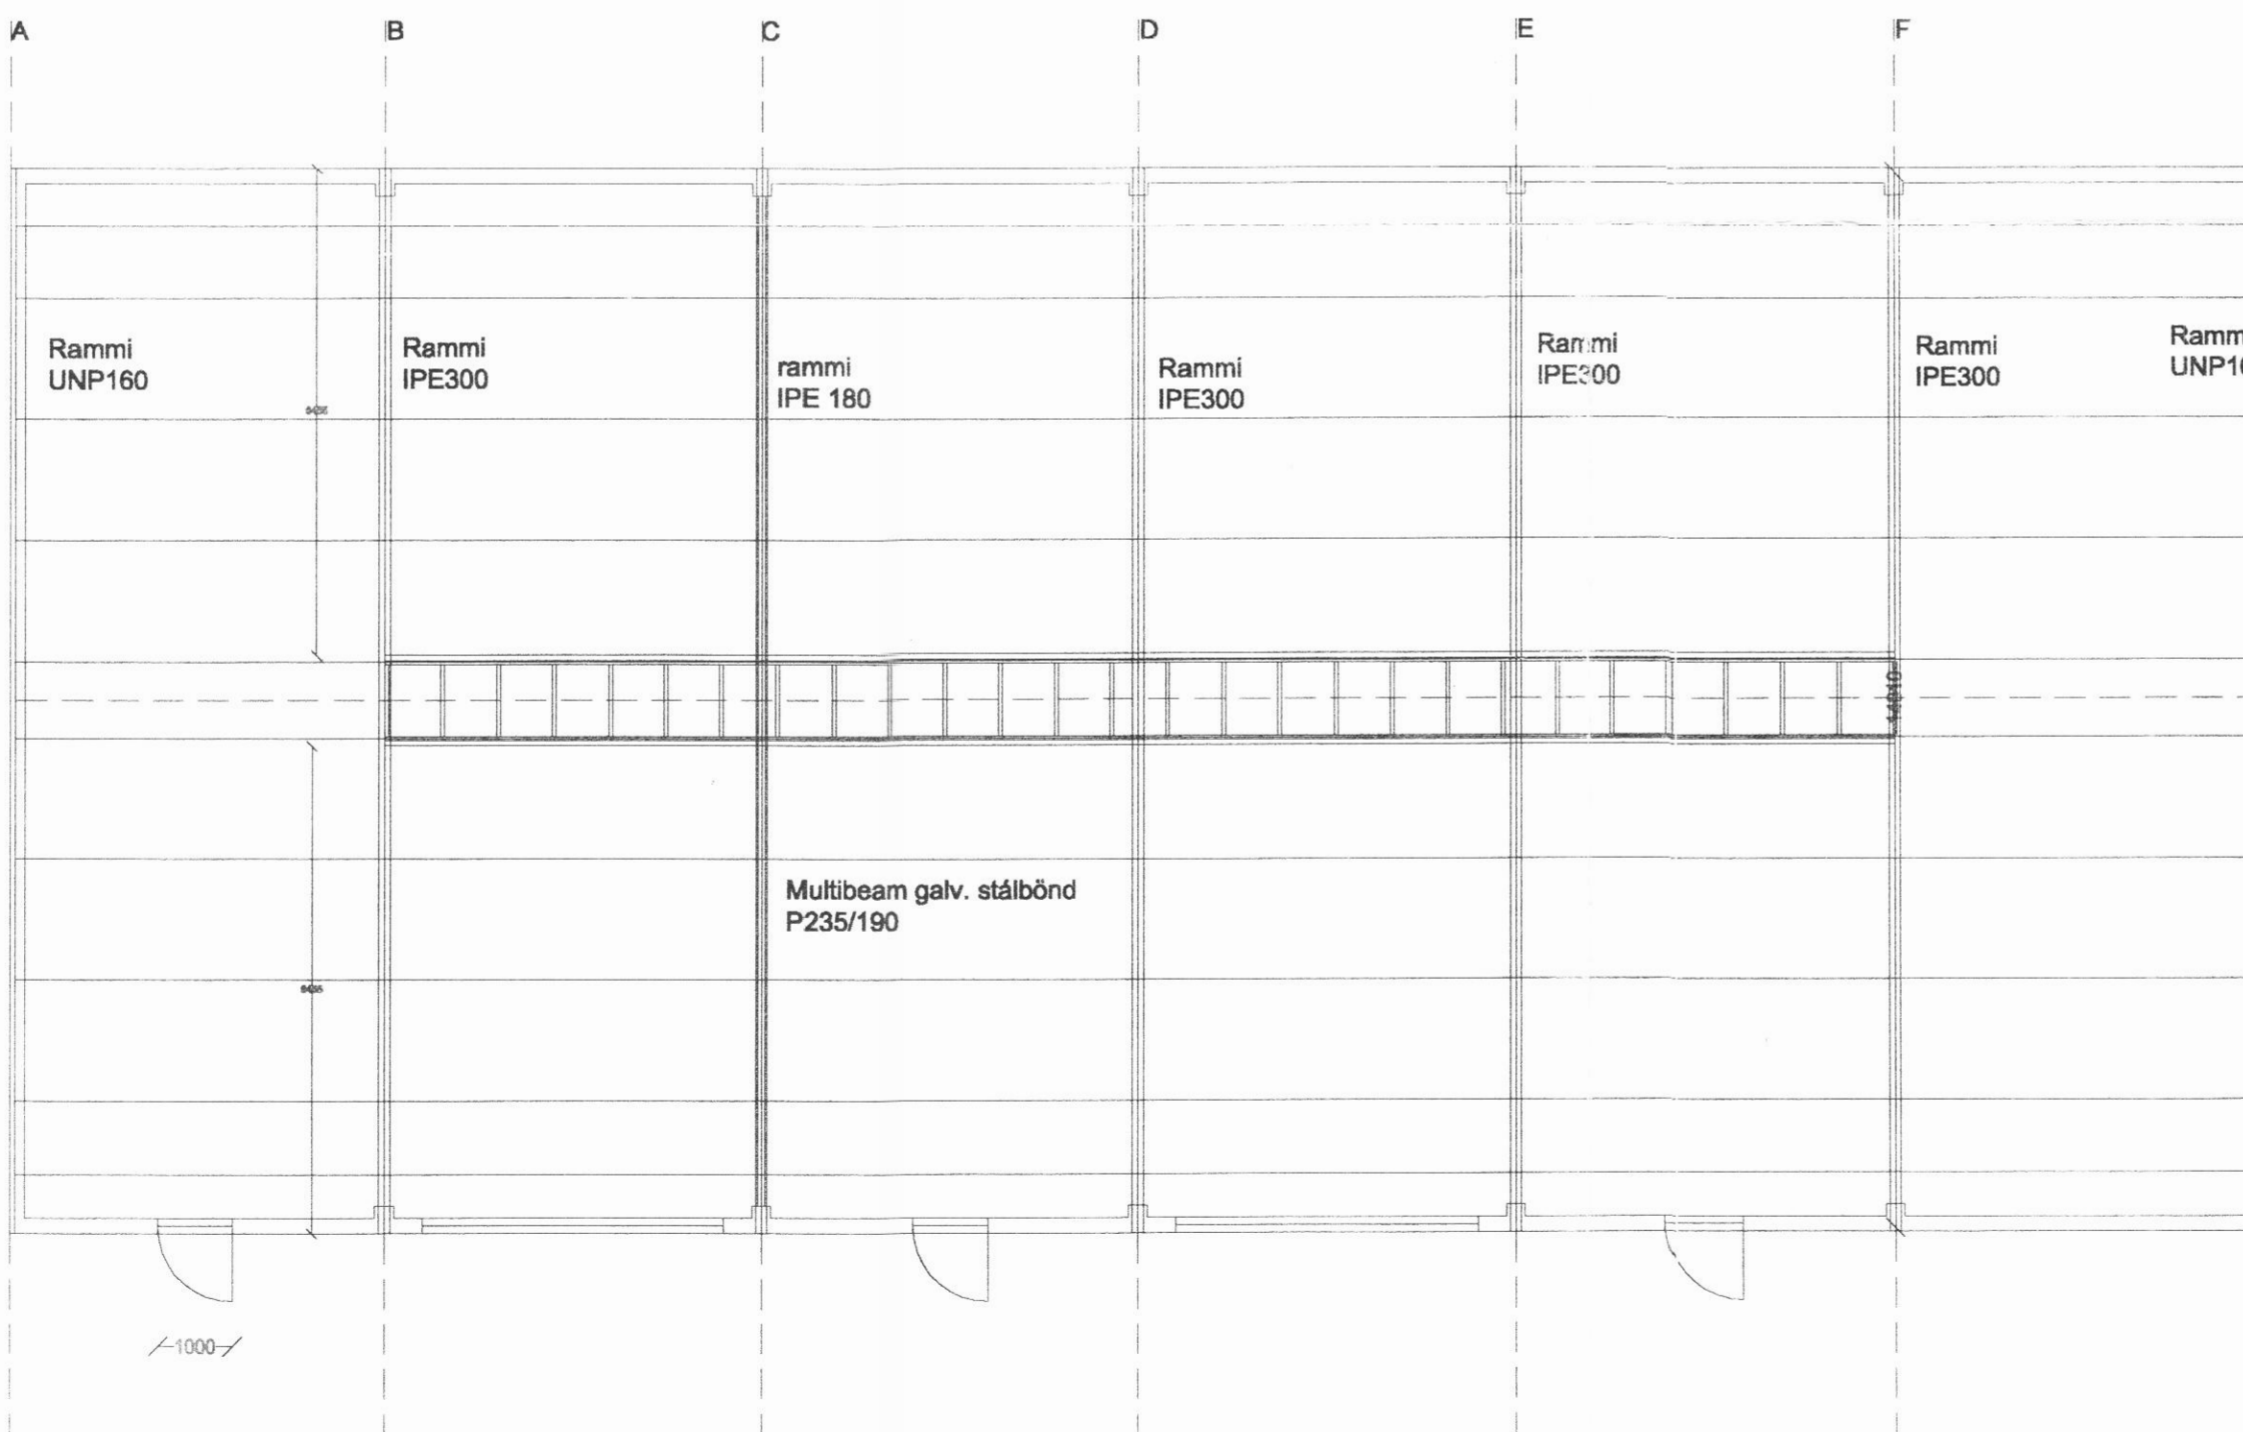 A
B
C
D
E
F
Rammi
UNP160
Rammi
IPE300
rammi
IPE 180
Rammi
IPE300
Rammi
IPE300
Rammi
IPE300
Multibeam galv. stálbönd
P235/190
1000